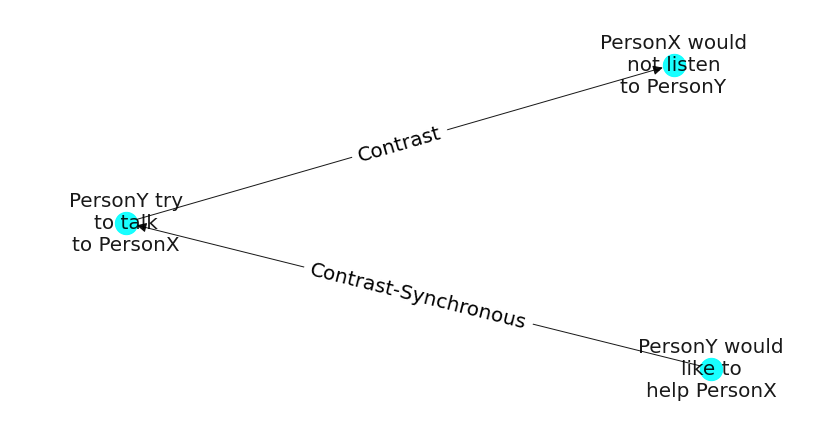 PersonX would
not listen
to PersonY
Contrast
PersonY try
to talk
to PersonX
Contrast-Synchronous
PersonY would
like to
help PersonX